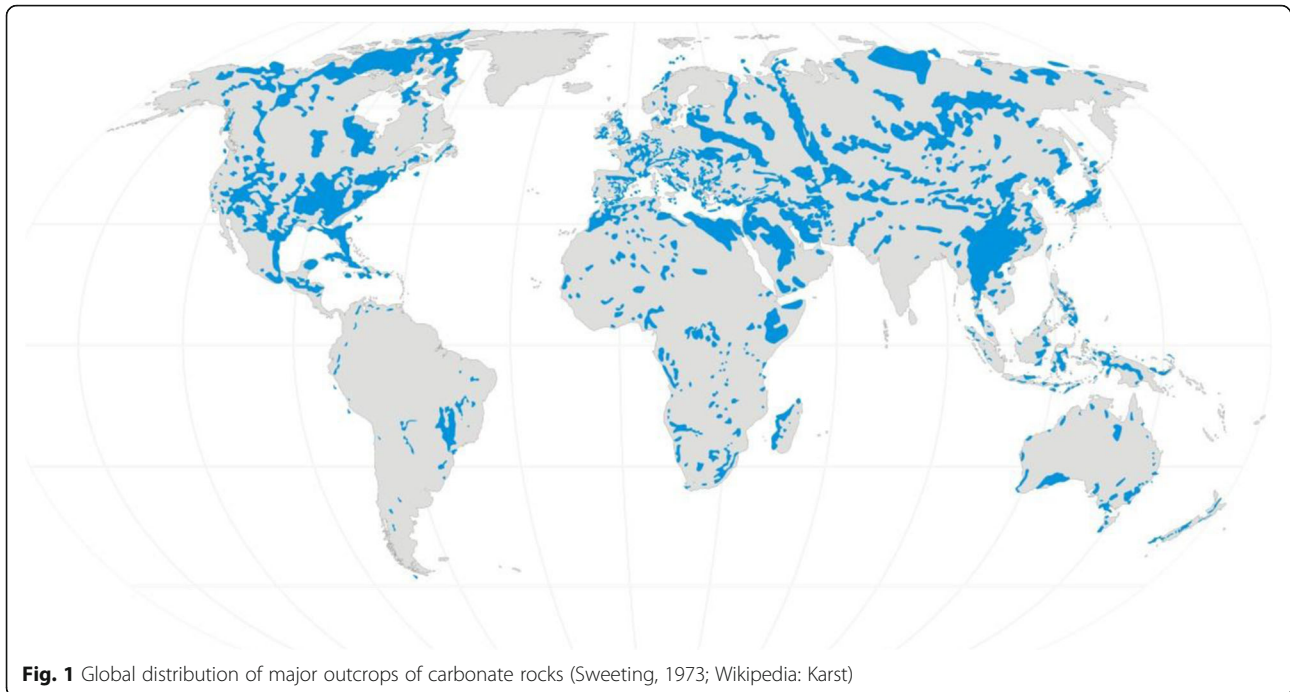 Fig. 1 Global distribution of major outcrops of carbonate rocks (Sweeting, 1973; Wikipedia: Karst)